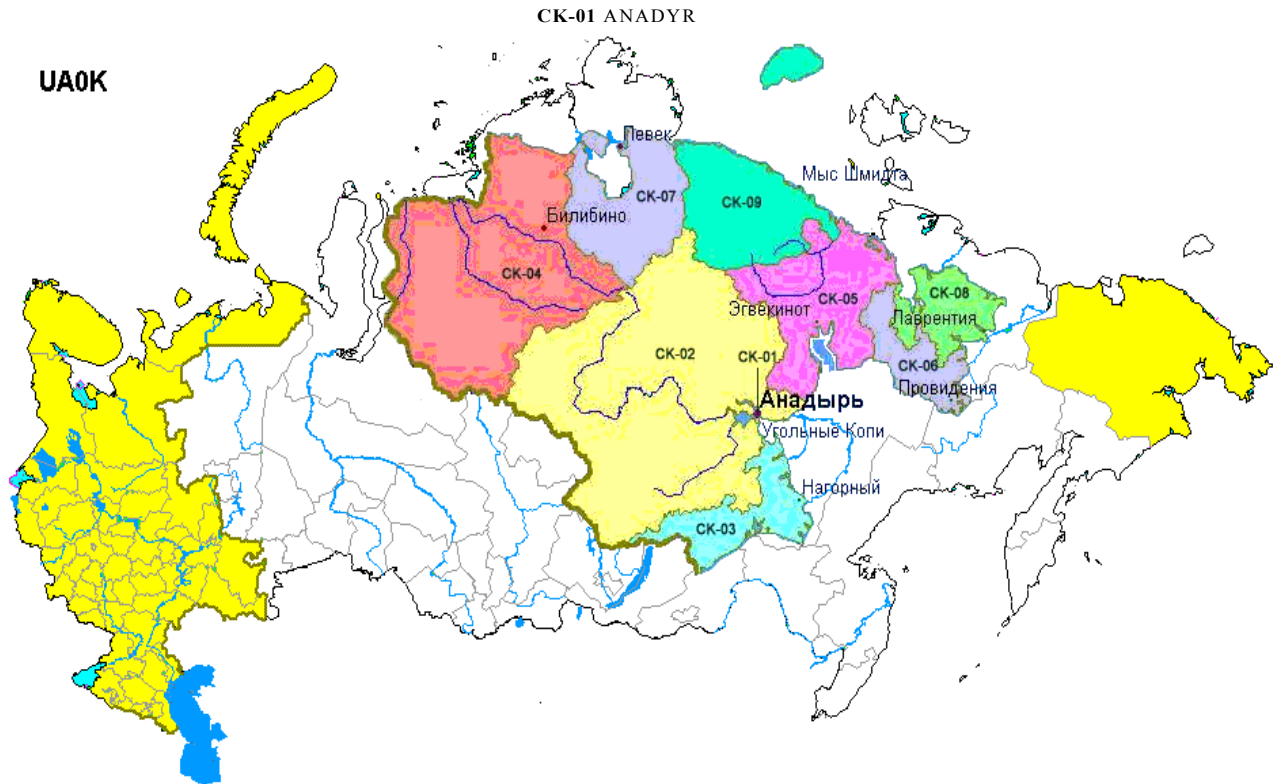 CK-01 ANADYR
UA0K
Певек
Мыс Шмидта
CK-07
CK-09
Билибино
CK-04
CK-05
CK-08
Эгвекинот
Лаврентия
CK-02
CK-01
CK-06
Провидения
Анадырь
Угольные Копи
Нагорный
CK-03